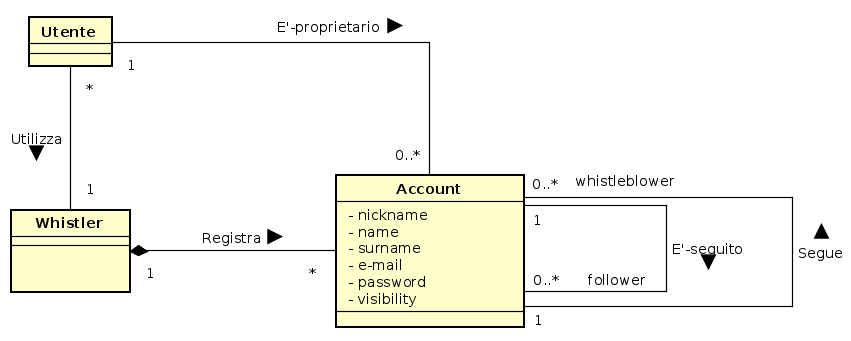 E'-proprietario
Utente
1
*
Utilizza
0..*
1
Account
0..* whistleblower
Whistler
- nickname
1
- name
Registra
- surname
E'-seguito
Segue
- e-mail
1
*
- password
0..* follower
- visibility
1